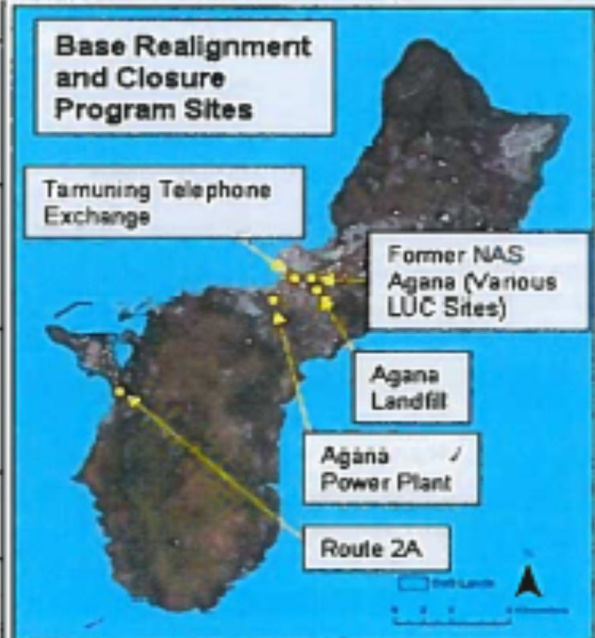 Base Realignment
and Closure
Program Sites
Tamuning Telephone
Exchange
Former NAS
Agana (Various
LUC Sites)
Agana
Landfill
Agana
Power Plant
Route 2A